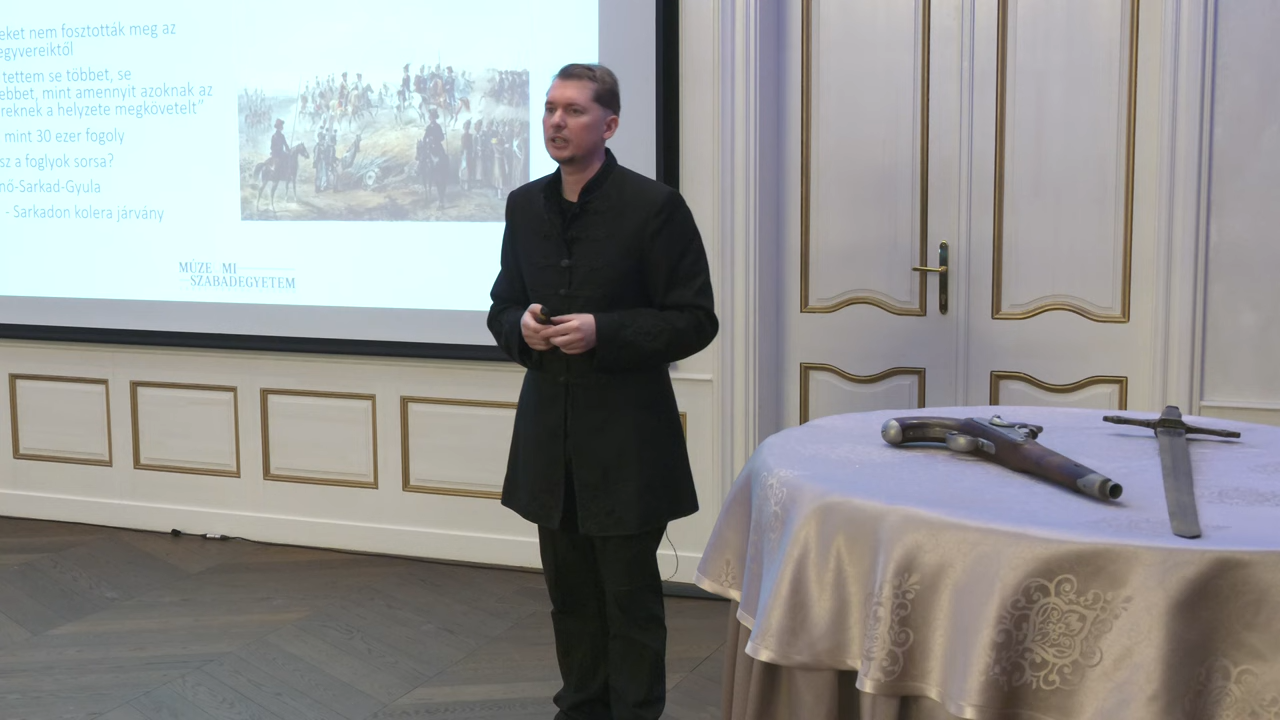 eket nem fosztották meg az
egyvereiktől
tettem se többet, se
ebbet, mint amennyit azoknak az
reknek a helyzete megkövetelt”
mint 30 ezer fogoly
sz a foglyok sorsa?
nő-Sarkad-Gyula
- Sarkadon kolera járvány
MÚZE MI
SZABADEGYETEM